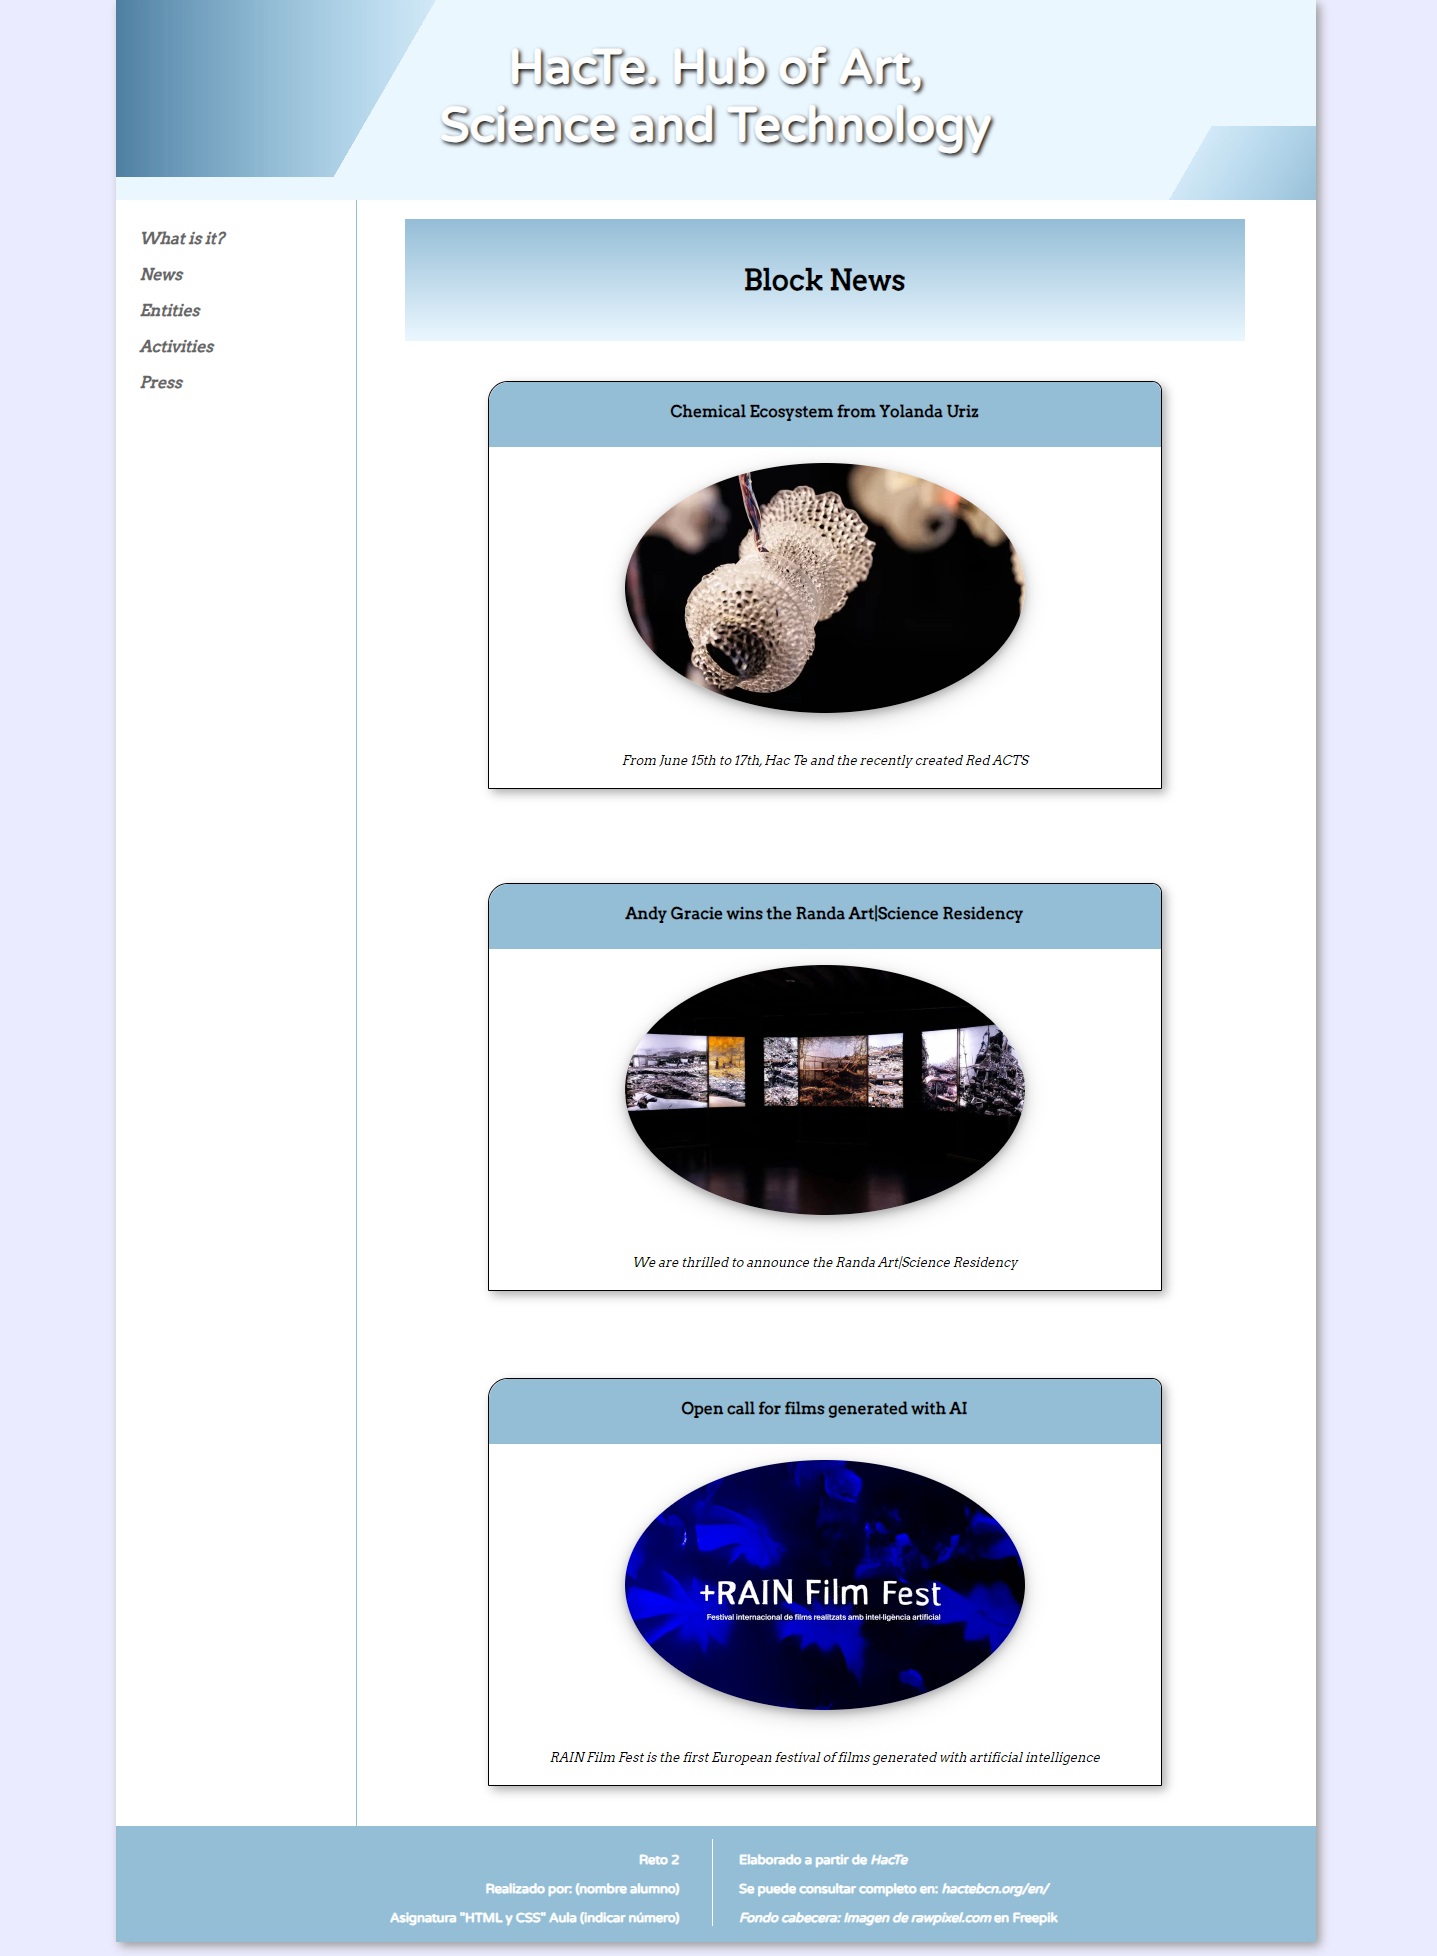 HacTe. Hub of Art,
Science and Technology
What is it?
News
Entities
Activities
Press
Block News
Chemical Ecosystem from Yolanda Uriz
From June 15th to 17th, Hac Te and the recently created Red ACTS
Andy Gracie wins the Randa Art|Science Residency
We are thrilled to announce the Randa Art|Science Residency
Open call for films generated with AI
+RAIN Film Fest
Festival internacional de films realitzats amb intel·ligència artificial
RAIN Film Fest is the first European festival of films generated with artificial intelligence
Reto 2
Realizado por: (nombre alumno)
Asignatura "HTML y CSS" Aula (indicar número)
Elaborado a partir de HacTe
Se puede consultar completo en: hactebcn.org/en/
Fondo cabecera: Imagen de rawpixel.com en Freepik